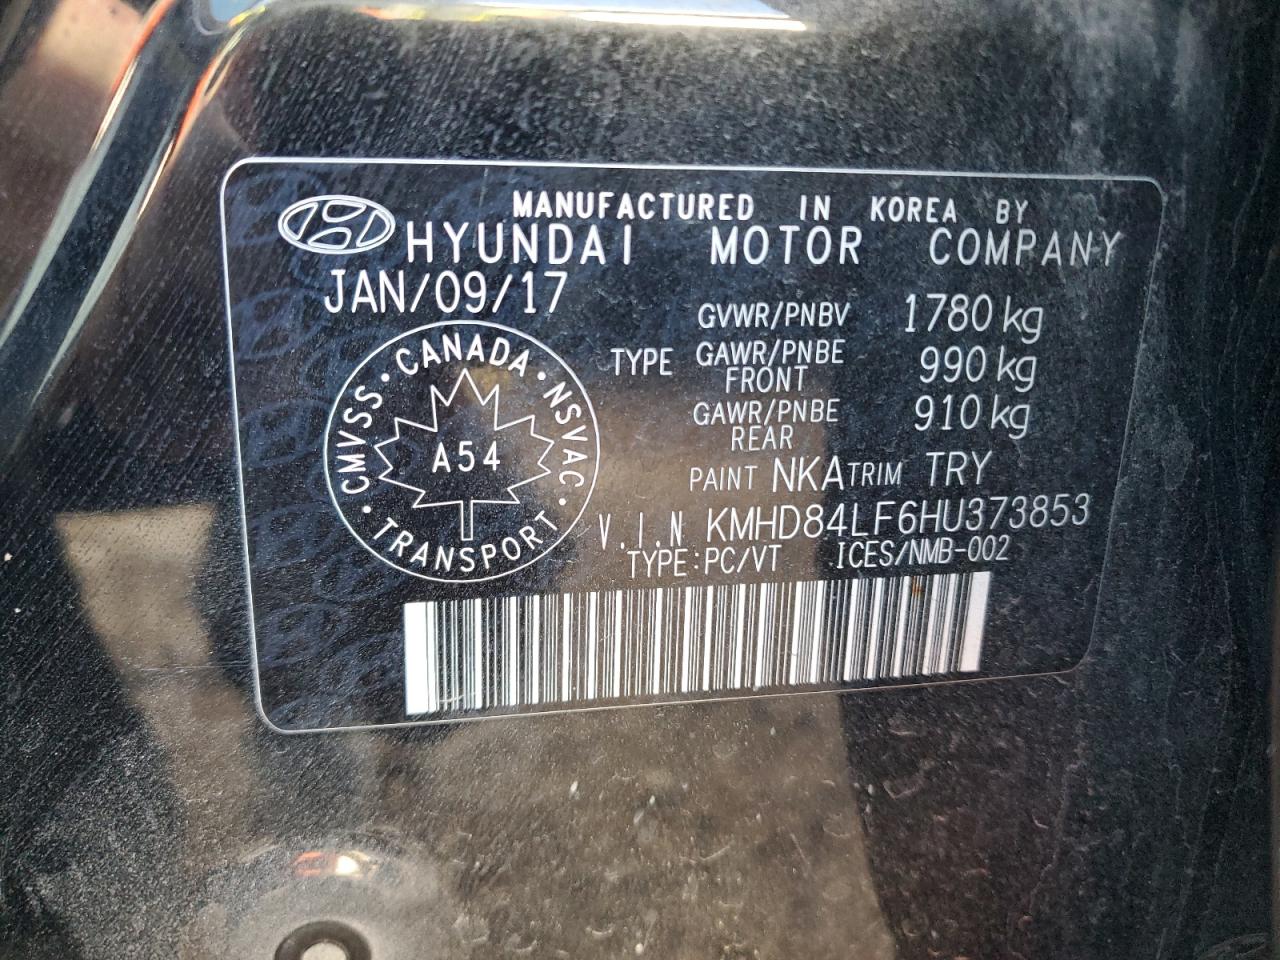 MANUFACTURED IN KOREA BY
HYUNDAI MOTOR COMPANY
JAN/09/17
GVWR/PNBV 1780 kg
TYPE GAWR/PNBE FRONT 990 kg
GAWR/PNBE REAR 910 kg
PAINT NKA TRIM TRY
V.I.N KMHD84LF6HU373853
TYPE:PC/VT ICES/NMB-002
CMVSS • CANADA • NSVAC • TRANSPORT •
A54